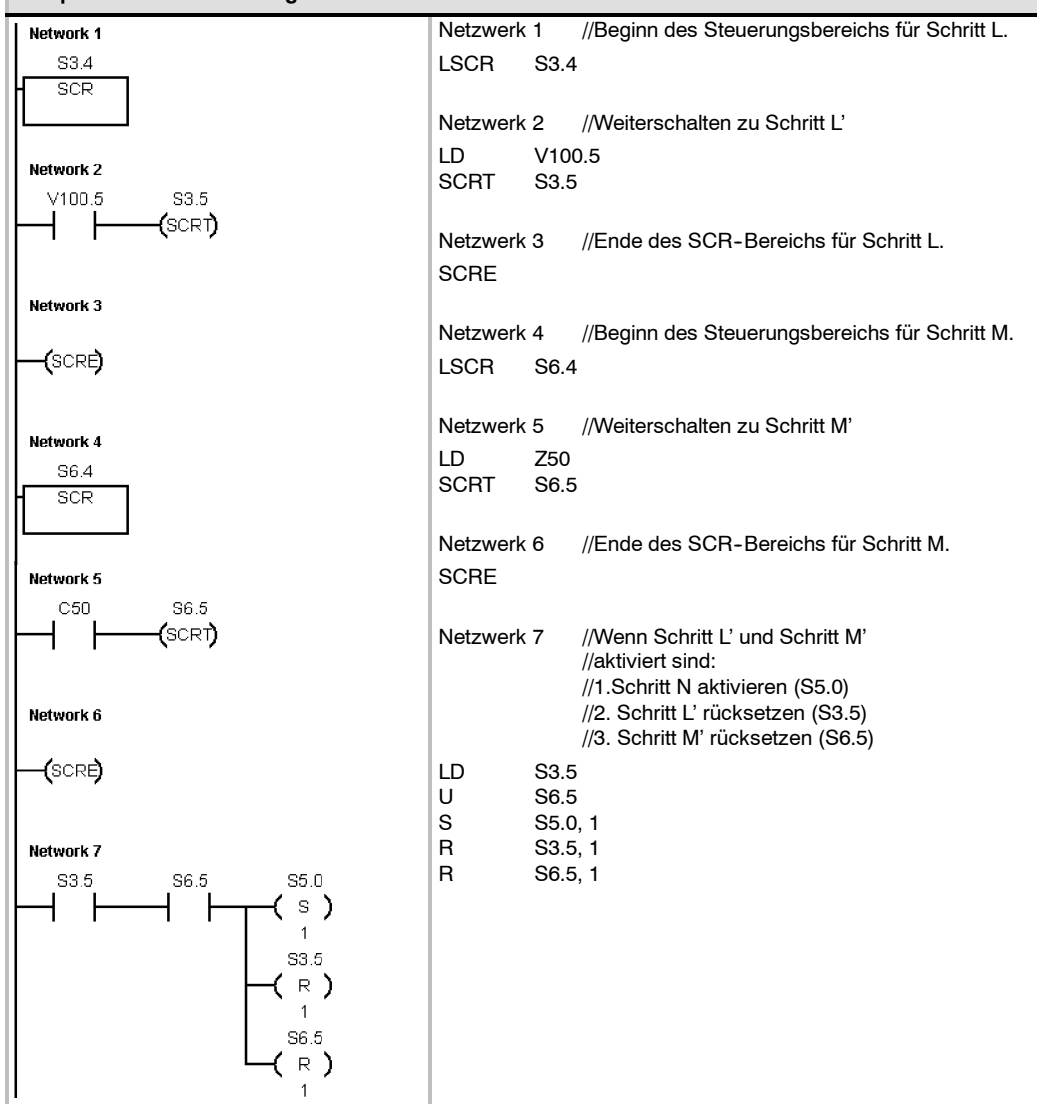 Network 1
S3.4
SCR
Network 2
V100.5 S3.5
(SCRT)
Network 3
(SCRE)
Network 4
S6.4
SCR
Network 5
C50 S6.5
(SCRT)
Network 6
(SCRE)
Network 7
S3.5 S6.5 S5.0
( S )
1
S3.5
( R )
1
S6.5
( R )
1
Netzwerk 1 //Beginn des Steuerungsbereichs für Schritt L.
LSCR S3.4
Netzwerk 2 //Weiterschalten zu Schritt L’
LD V100.5
SCRT S3.5
Netzwerk 3 //Ende des SCR-Bereichs für Schritt L.
SCRE
Netzwerk 4 //Beginn des Steuerungsbereichs für Schritt M.
LSCR S6.4
Netzwerk 5 //Weiterschalten zu Schritt M’
LD Z50
SCRT S6.5
Netzwerk 6 //Ende des SCR-Bereichs für Schritt M.
SCRE
Netzwerk 7 //Wenn Schritt L’ und Schritt M’
//aktiviert sind:
//1.Schritt N aktivieren (S5.0)
//2. Schritt L’ rücksetzen (S3.5)
//3. Schritt M’ rücksetzen (S6.5)
LD S3.5
U S6.5
S S5.0, 1
R S3.5, 1
R S6.5, 1